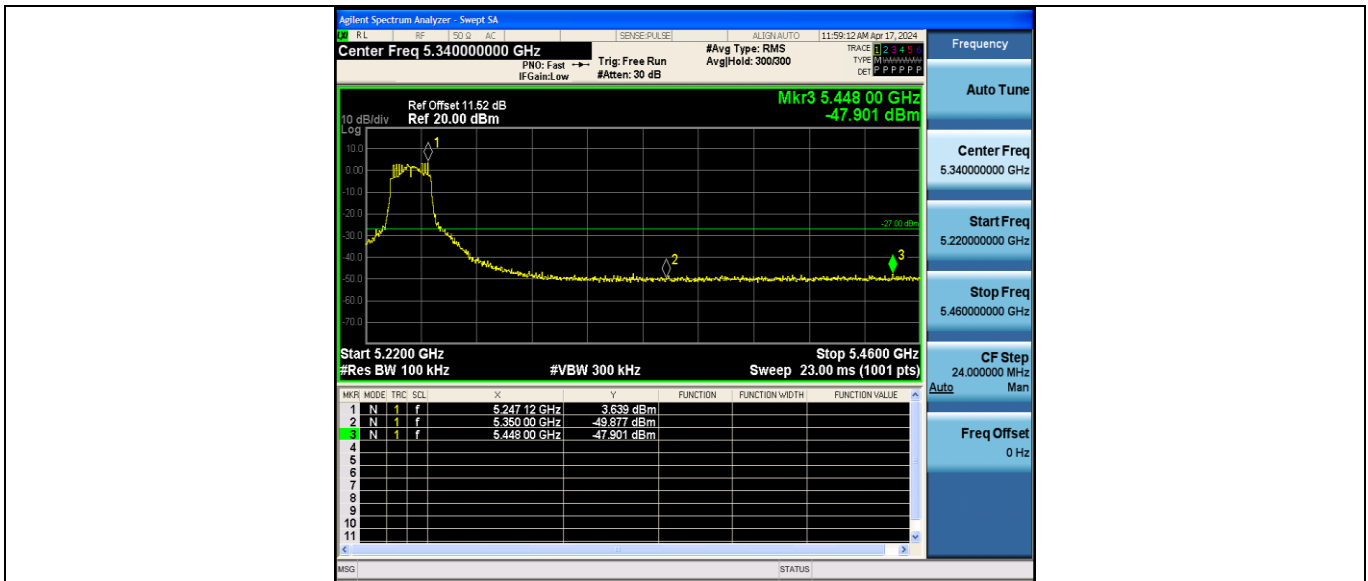 Agilent Spectrum Analyzer - Swept SA
LXI RL RF 50 Ω AC SENSE:PULSE ALIGNAUTO 11:59:12 AM Apr 17, 2024
Center Freq 5.340000000 GHz
#Avg Type: RMS
TRACE 1 2 3 4 5 6
PNO: Fast Trig: Free Run Avg|Hold: 300/300
TYPE MWWWWW
IFGain:Low #Atten: 30 dB
DET P P P P P P
Mkr3 5.448 00 GHz
Ref Offset 11.52 dB
10 dB/div Ref 20.00 dBm -47.901 dBm
Log
10.0
0.00
-10.0
-20.0
-30.0
-40.0
-50.0
-60.0
-70.0
1
-27.00 dBm
2
3
Start 5.2200 GHz Stop 5.4600 GHz
#Res BW 100 kHz #VBW 300 kHz Sweep 23.00 ms (1001 pts)
MKR MODE TRC SCL X Y FUNCTION FUNCTION WIDTH FUNCTION VALUE
1 N 1 f 5.247 12 GHz 3.639 dBm
2 N 1 f 5.350 00 GHz -49.877 dBm
3 N 1 f 5.448 00 GHz -47.901 dBm
4
5
6
7
8
9
10
11
MSG STATUS
Frequency
Auto Tune
Center Freq
5.340000000 GHz
Start Freq
5.220000000 GHz
Stop Freq
5.460000000 GHz
CF Step
24.000000 MHz
Auto Man
Freq Offset
0 Hz